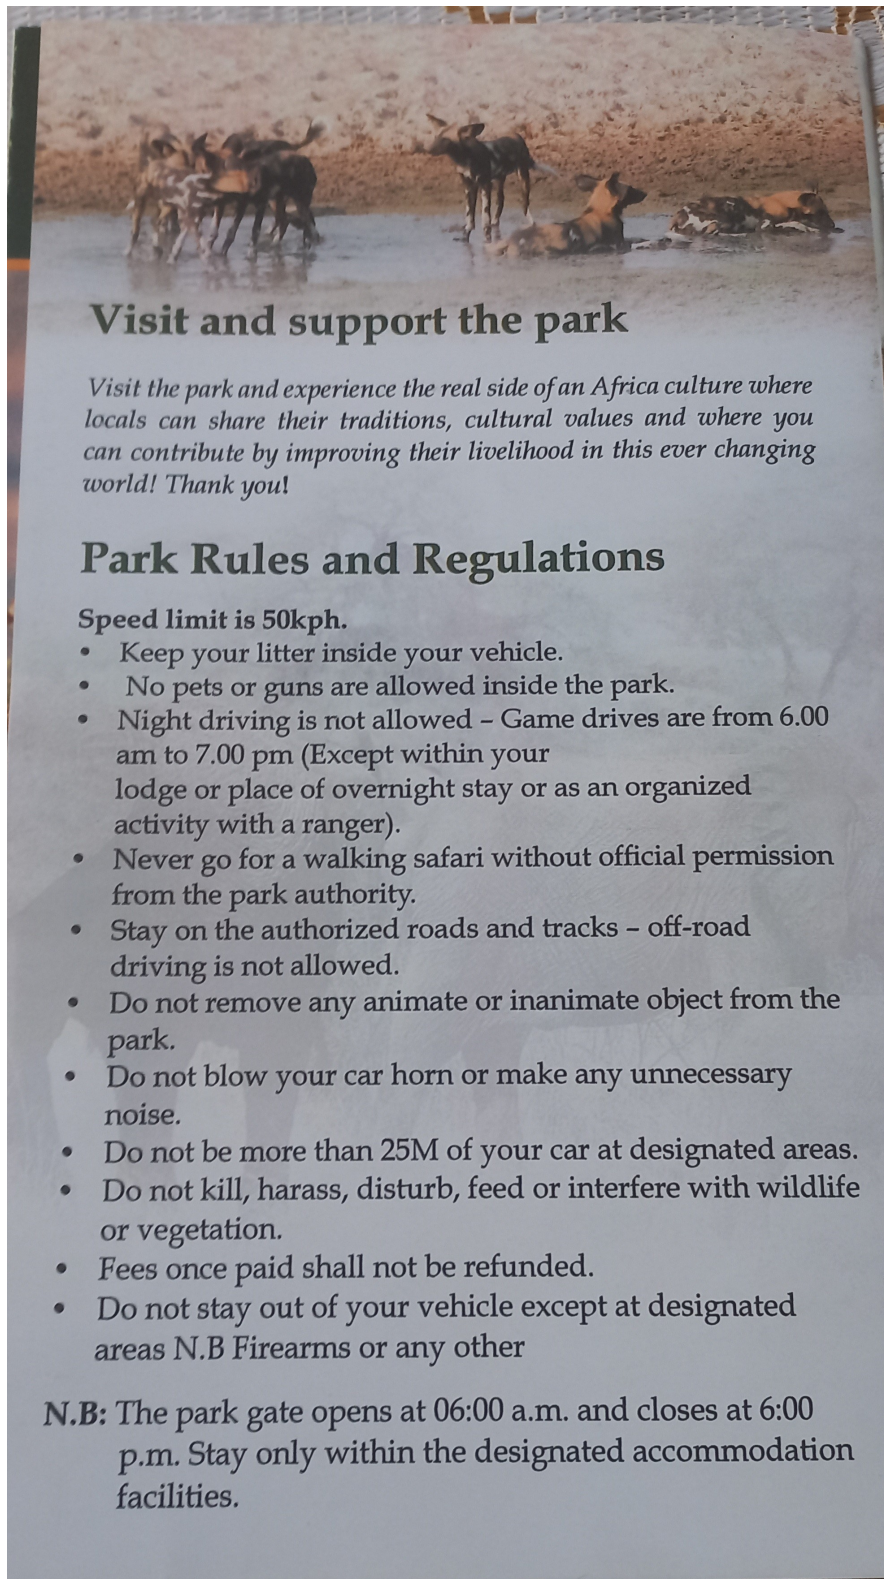 Visit and support the park
Visit the park and experience the real side of an Africa culture where
locals can share their traditions, cultural values and where you
can contribute by improving their livelihood in this ever changing
world! Thank you!
Park Rules and Regulations
Speed limit is 50kph.
• Keep your litter inside your vehicle.
• No pets or guns are allowed inside the park.
• Night driving is not allowed – Game drives are from 6.00
am to 7.00 pm (Except within your
lodge or place of overnight stay or as an organized
activity with a ranger).
• Never go for a walking safari without official permission
from the park authority.
• Stay on the authorized roads and tracks – off-road
driving is not allowed.
• Do not remove any animate or inanimate object from the
park.
• Do not blow your car horn or make any unnecessary
noise.
• Do not be more than 25M of your car at designated areas.
• Do not kill, harass, disturb, feed or interfere with wildlife
or vegetation.
• Fees once paid shall not be refunded.
• Do not stay out of your vehicle except at designated
areas N.B Firearms or any other
N.B: The park gate opens at 06:00 a.m. and closes at 6:00
p.m. Stay only within the designated accommodation
facilities.